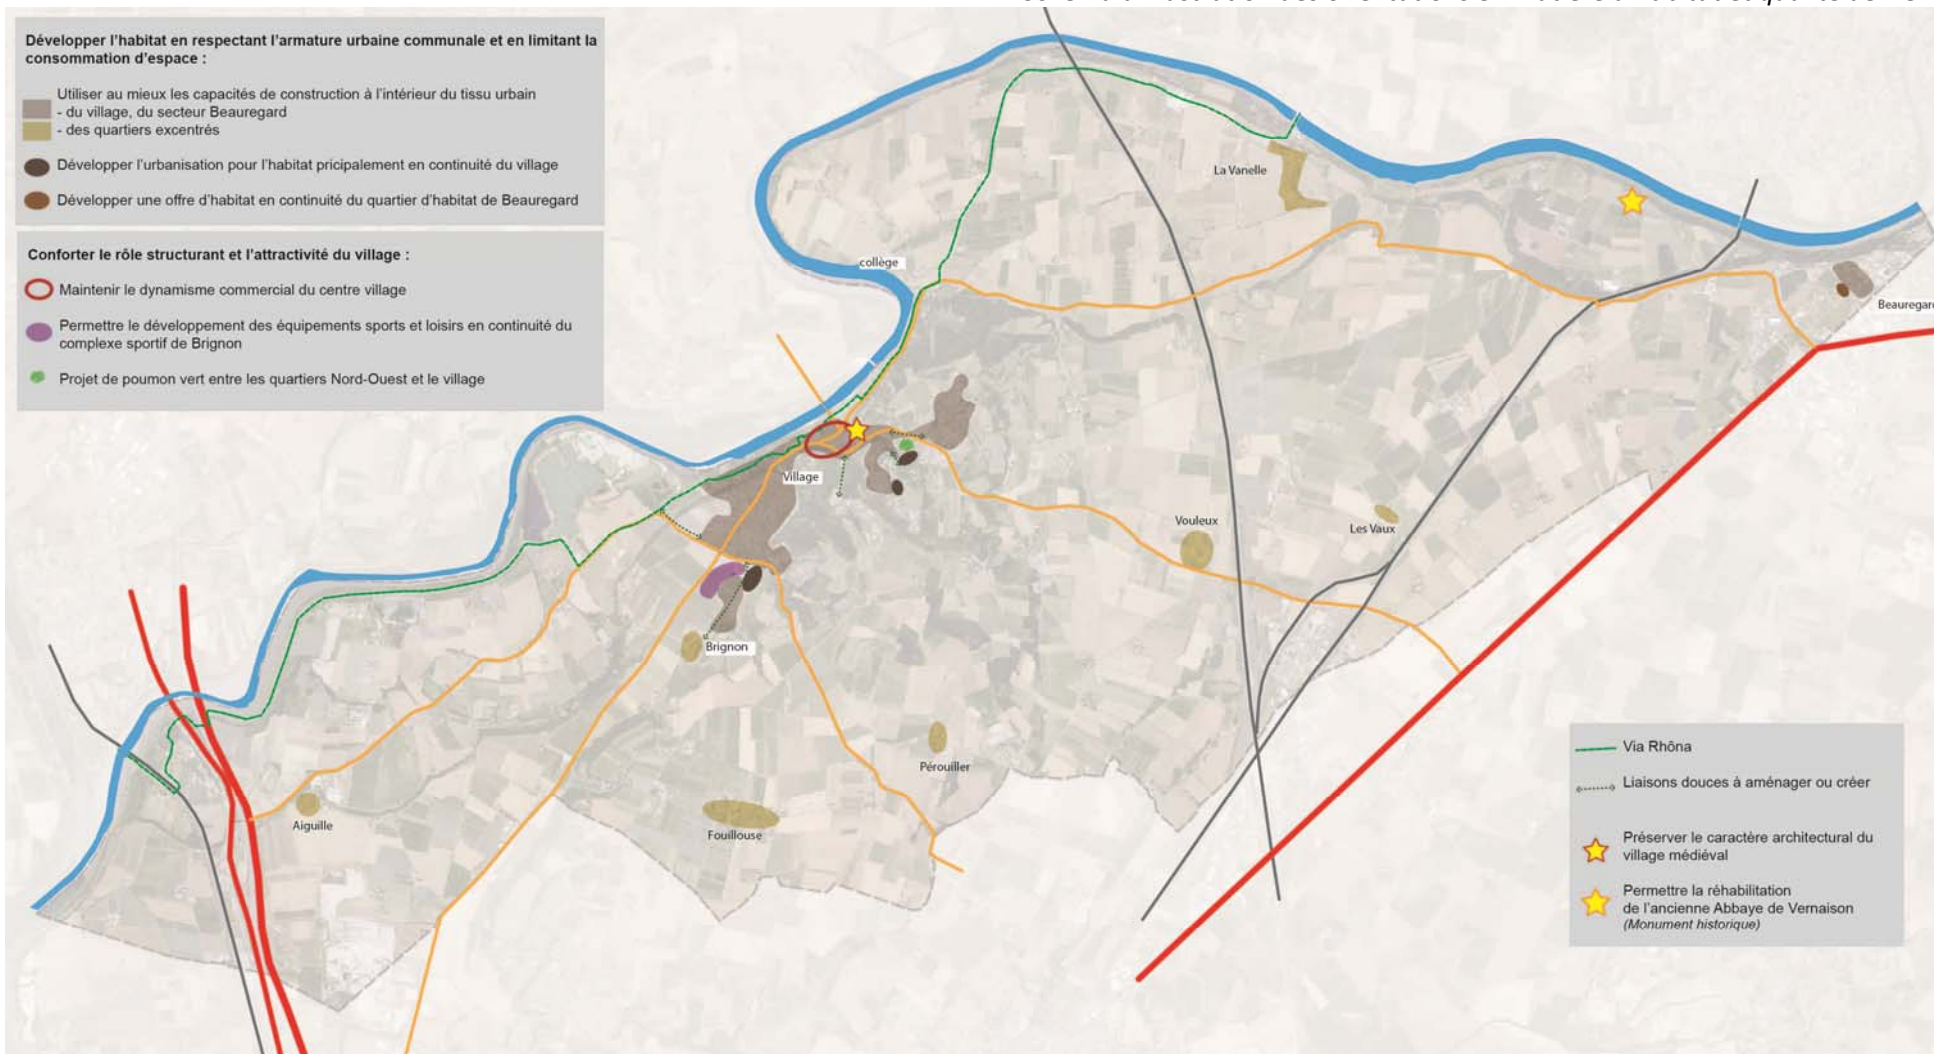 Développer l'habitat en respectant l'armature urbaine communale et en limitant la
consommation d'espace :
Utiliser au mieux les capacités de construction à l'intérieur du tissu urbain
- du village, du secteur Beauregard
- des quartiers excentrés
Développer l'urbanisation pour l'habitat pricipalement en continuité du village
Développer une offre d'habitat en continuité du quartier d'habitat de Beauregard
Conforter le rôle structurant et l'attractivité du village :
Maintenir le dynamisme commercial du centre village
Permettre le développement des équipements sports et loisirs en continuité du
complexe sportif de Brignon
Projet de poumon vert entre les quartiers Nord-Ouest et le village
La Vanelle
collège
Beauregard
Village
Vouleux
Les Vaux
Brignon
Pérouiller
Aiguille
Fouillouse
Via Rhôna
Liaisons douces à aménager ou créer
Préserver le caractère architectural du
village médiéval
Permettre la réhabilitation
de l'ancienne Abbaye de Vernaison
(Monument historique)